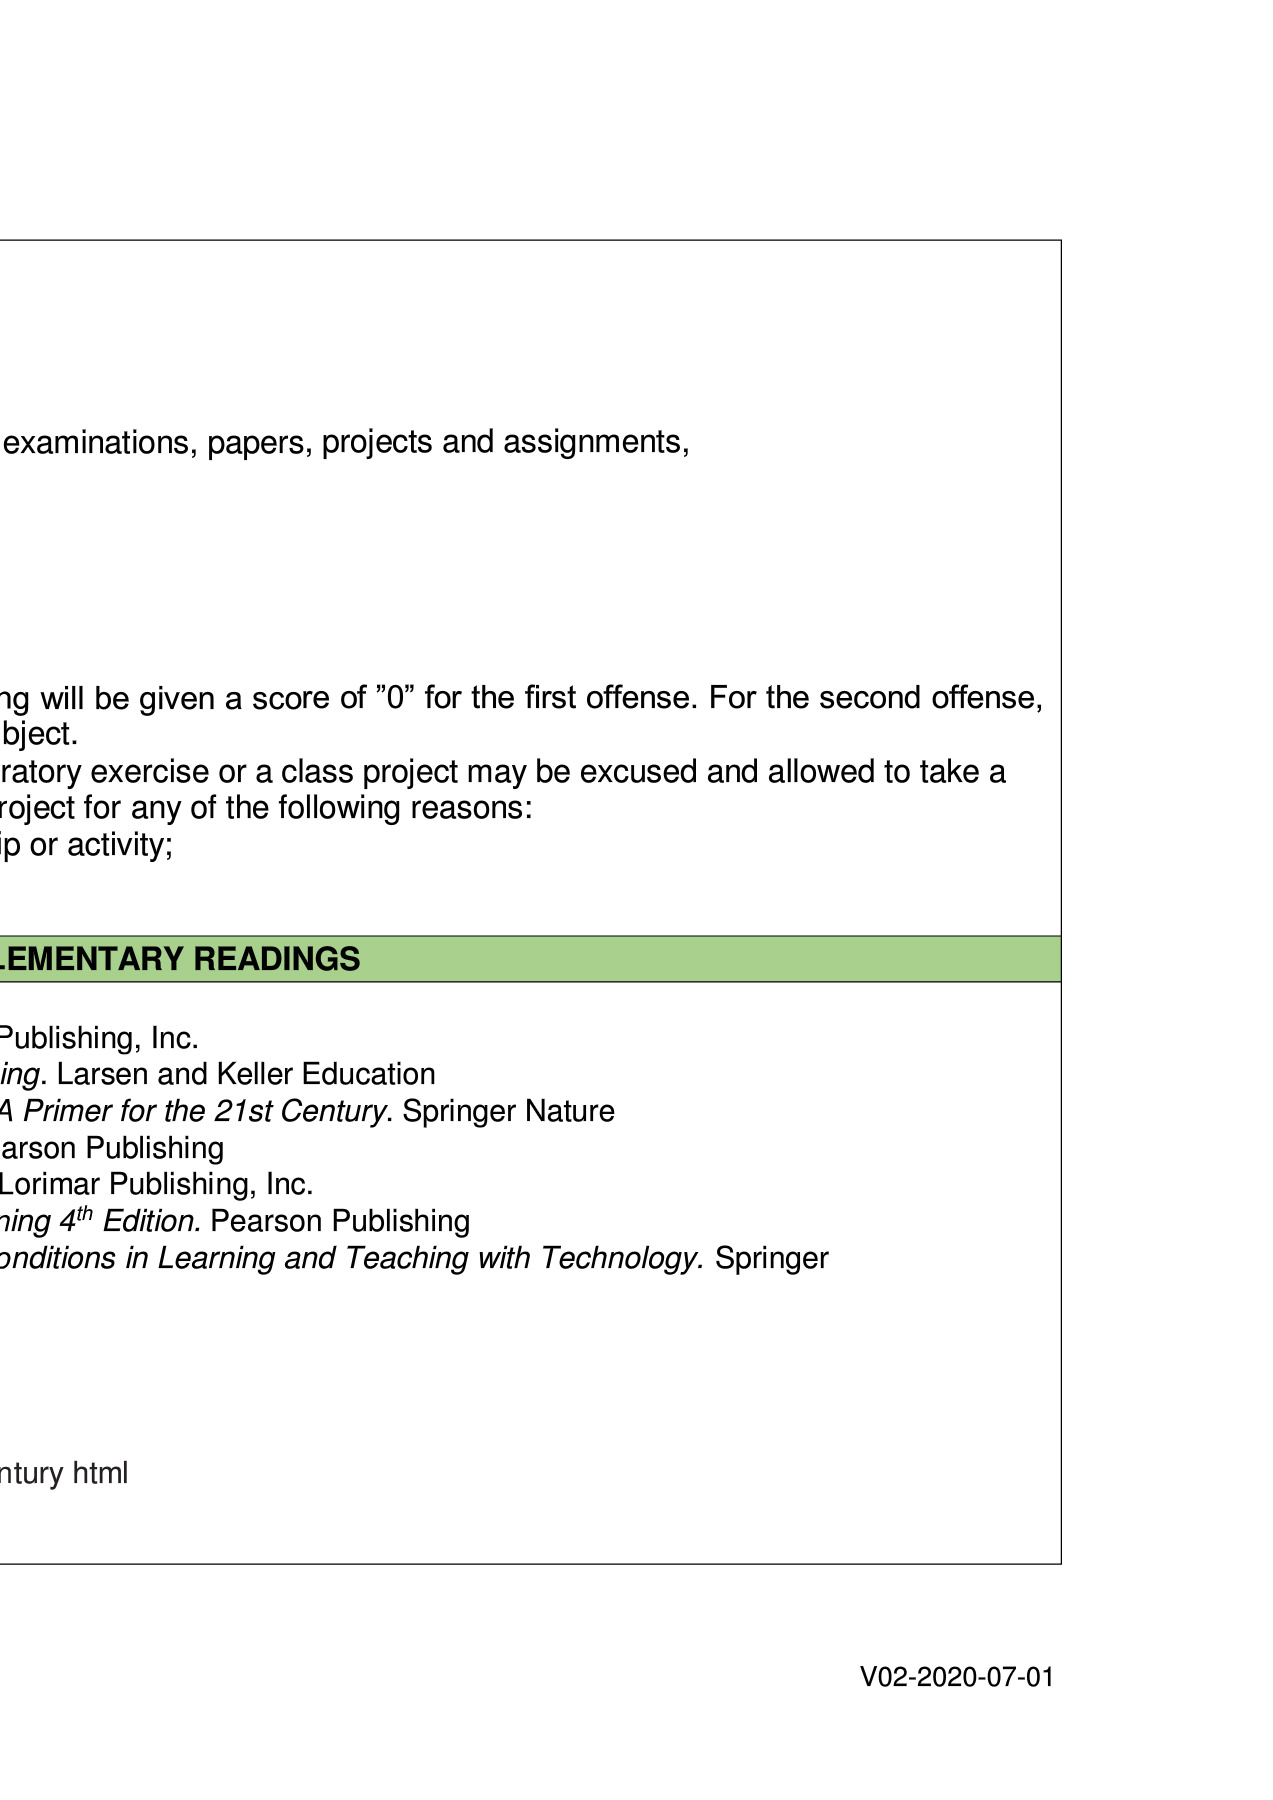 examinations, papers, projects and assignments,
ng will be given a score of ”0” for the first offense. For the second offense,
bject.
ratory exercise or a class project may be excused and allowed to take a
roject for any of the following reasons:
ip or activity;
LEMENTARY READINGS
Publishing, Inc.
ing. Larsen and Keller Education
A Primer for the 21st Century. Springer Nature
arson Publishing
Lorimar Publishing, Inc.
ning 4th Edition. Pearson Publishing
onditions in Learning and Teaching with Technology. Springer
ntury html
V02-2020-07-01